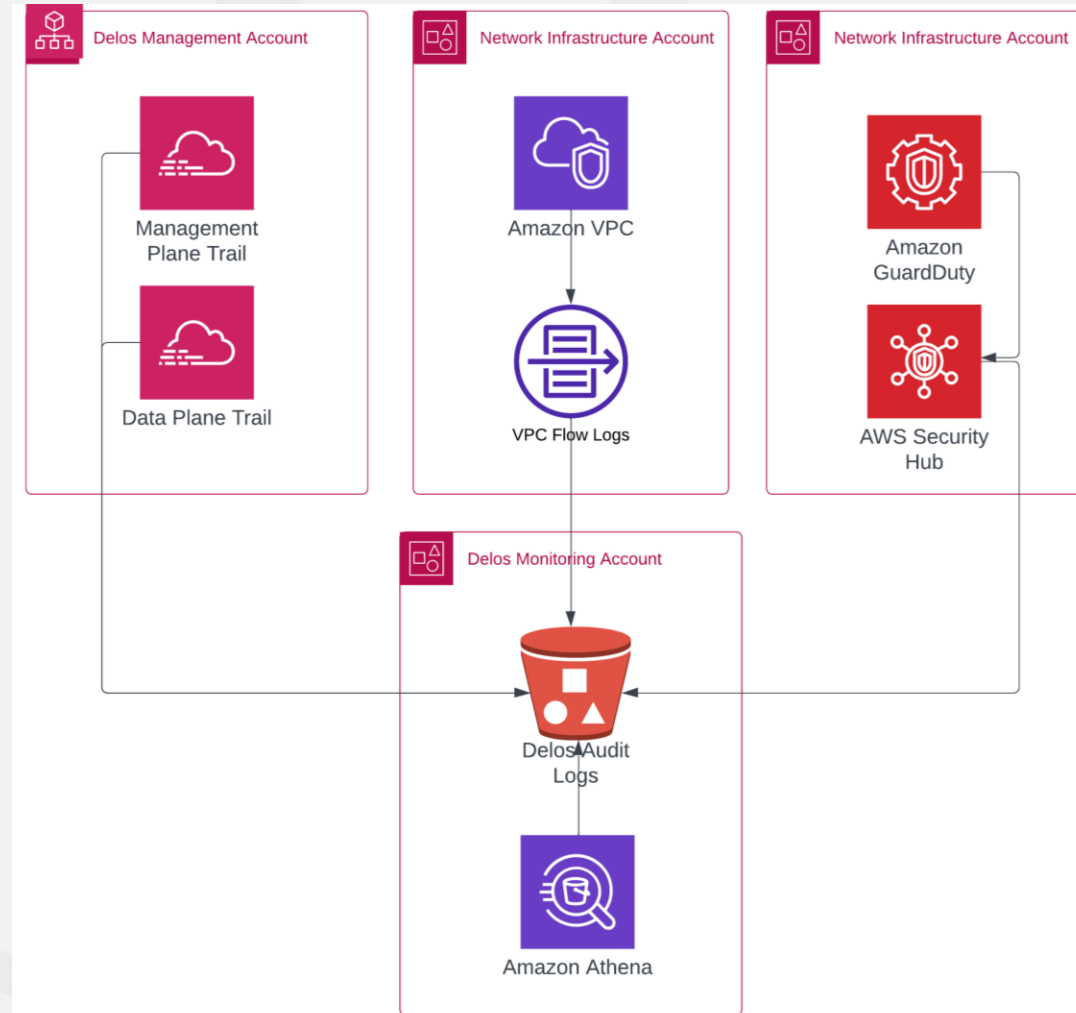 Delos Management Account
Network Infrastructure Account
Network Infrastructure Account
Management
Plane Trail
Data Plane Trail
Amazon VPC
VPC Flow Logs
Amazon
GuardDuty
AWS Security
Hub
Delos Monitoring Account
Delos Audit
Logs
Amazon Athena